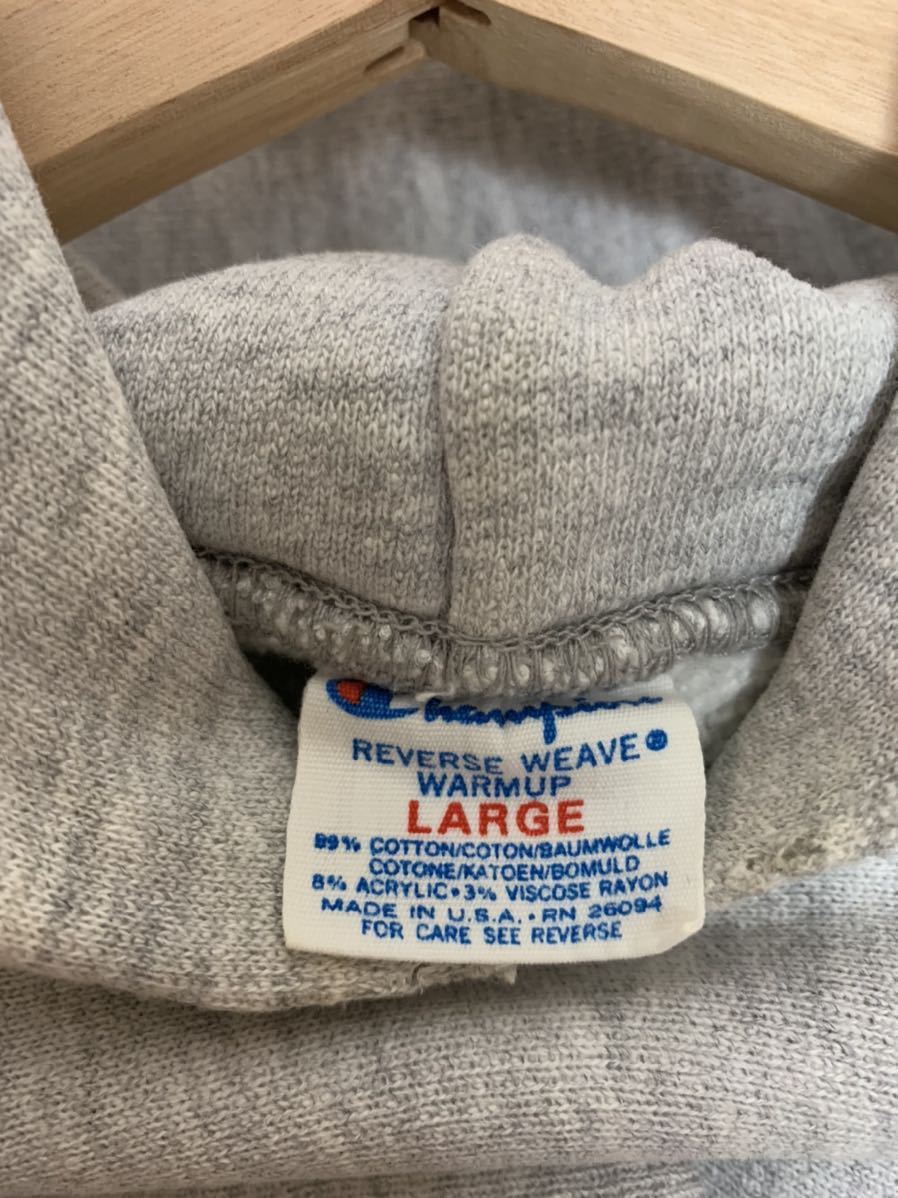 Champion
REVERSE WEAVE®
WARMUP
LARGE
89% COTTON/COTON/BAUMWOLLE
COTONE/KATOEN/BOMULD
8% ACRYLIC•3% VISCOSE RAYON
MADE IN U.S.A.•RN 26094
FOR CARE SEE REVERSE